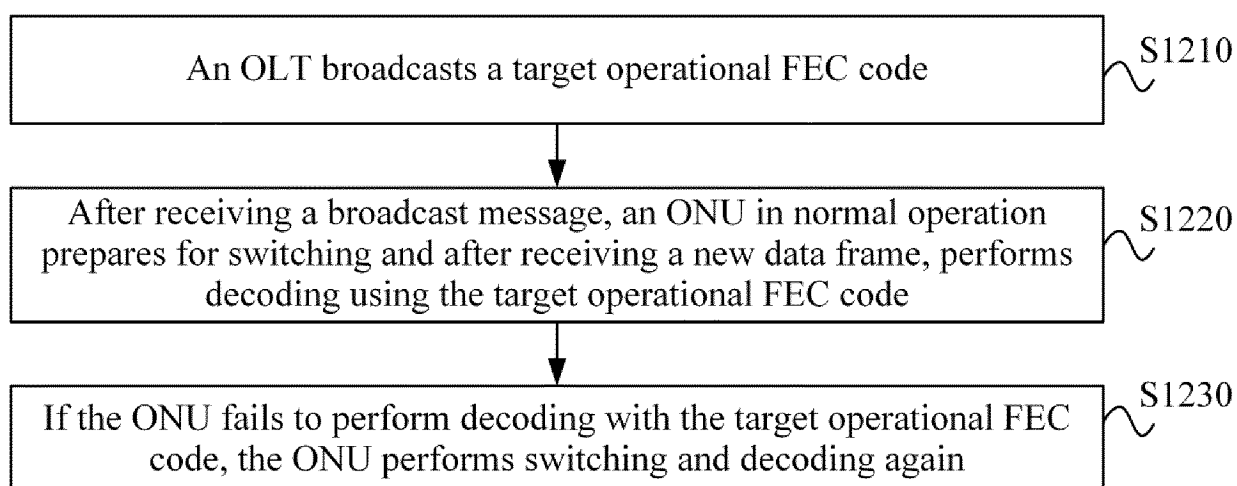 An OLT broadcasts a target operational FEC code
S1210
After receiving a broadcast message, an ONU in normal operation
prepares for switching and after receiving a new data frame, performs
decoding using the target operational FEC code
S1220
If the ONU fails to perform decoding with the target operational FEC
code, the ONU performs switching and decoding again
S1230